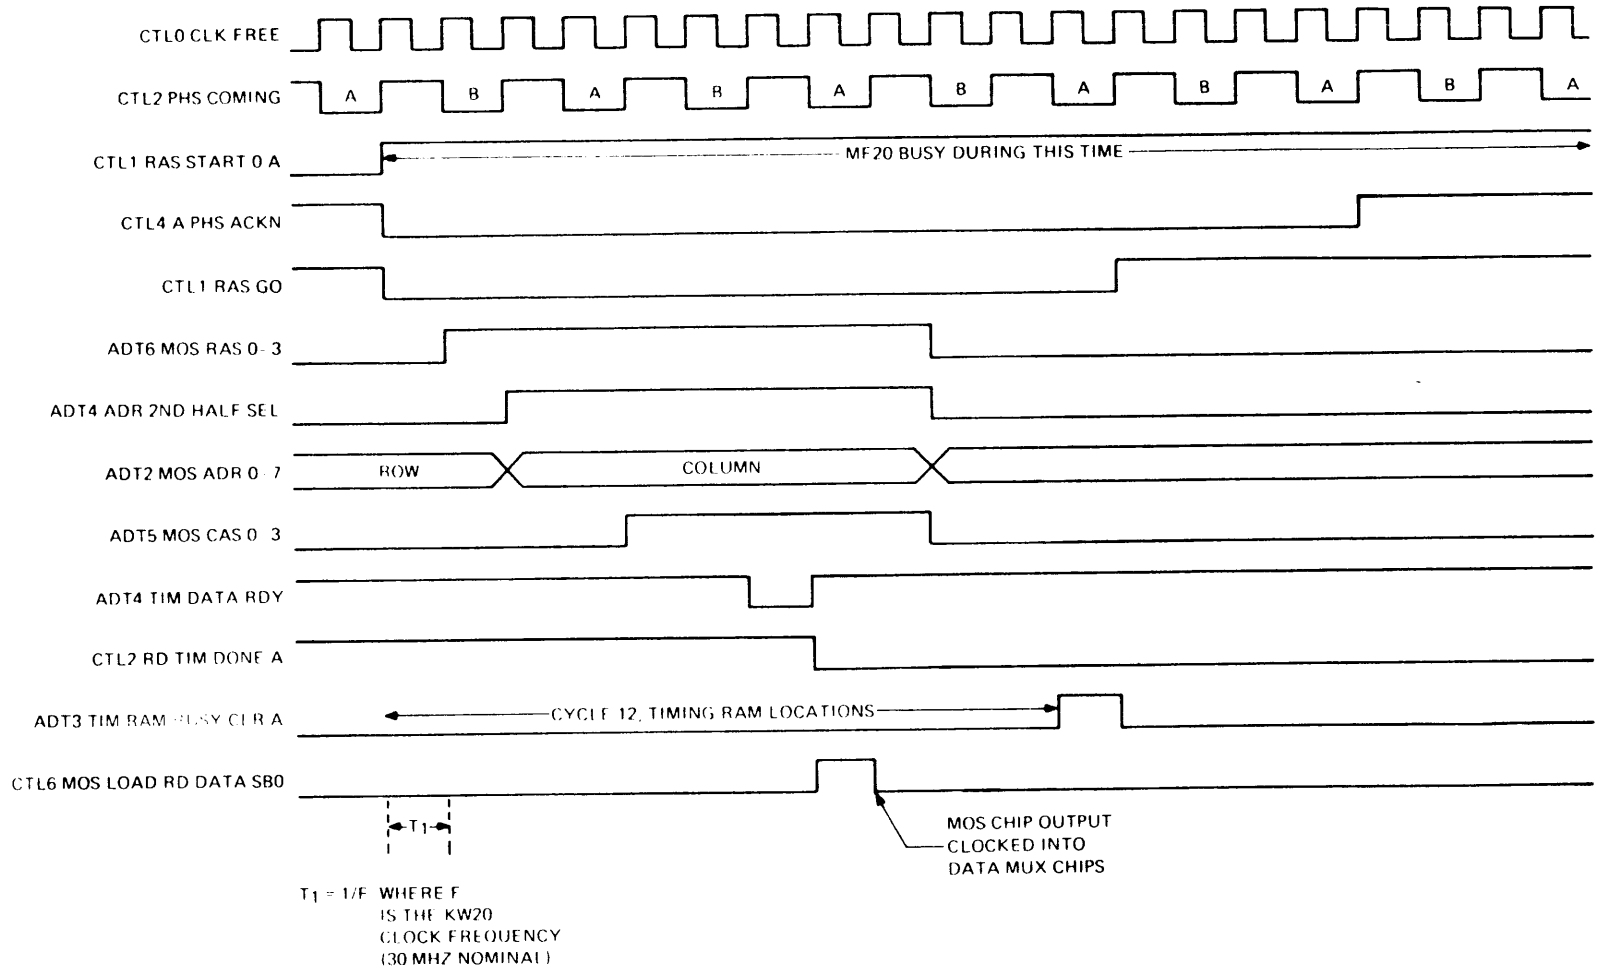 CTL0 CLK FREE
CTL2 PHS COMING
A B A B A B A B A B A
CTL1 RAS START 0 A
MF20 BUSY DURING THIS TIME
CTL4 A PHS ACKN
CTL1 RAS GO
ADT6 MOS RAS 0-3
ADT4 ADR 2ND HALF SEL
ADT2 MOS ADR 0-7
ROW
COLUMN
ADT5 MOS CAS 0 3
ADT4 TIM DATA RDY
CTL2 RD TIM DONE A
ADT3 TIM RAM BUSY CLR A
CYCLE 12, TIMING RAM LOCATIONS
CTL6 MOS LOAD RD DATA SB0
T1
MOS CHIP OUTPUT
CLOCKED INTO
DATA MUX CHIPS
T1 = 1/F WHERE F
IS THE KW20
CLOCK FREQUENCY
(30 MHZ NOMINAL)